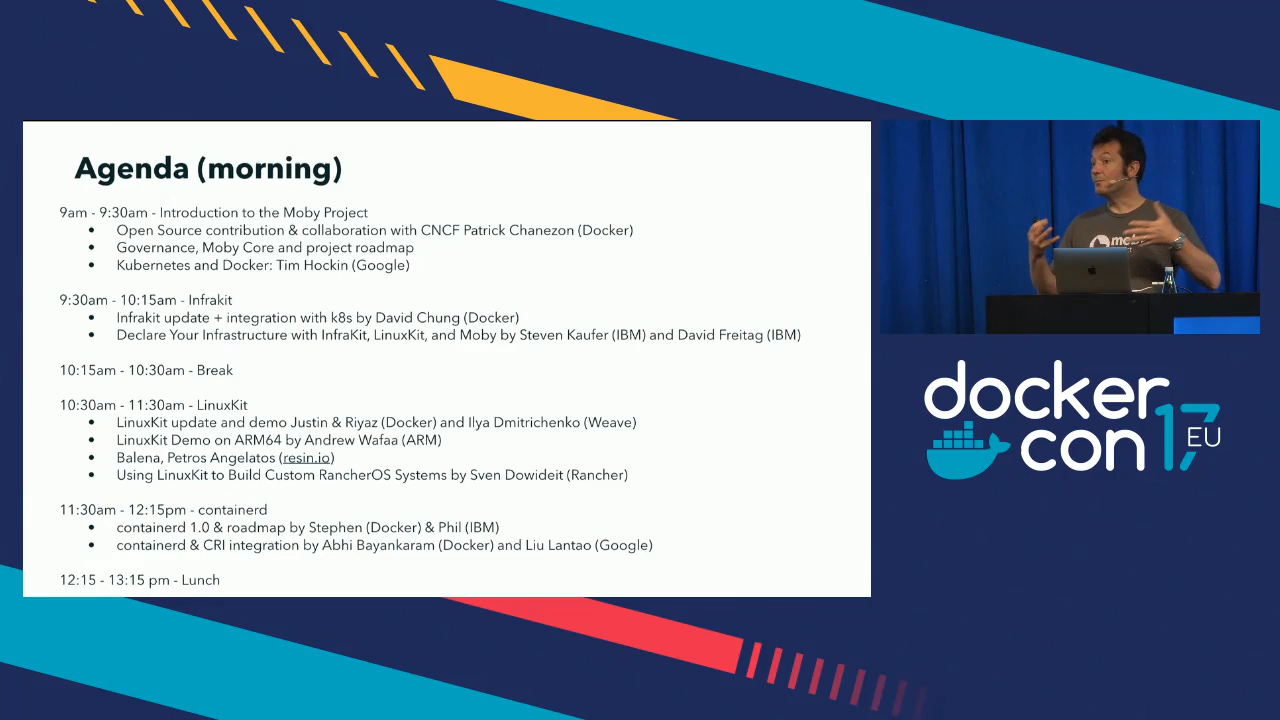 Agenda (morning)
9am - 9:30am - Introduction to the Moby Project
• Open Source contribution & collaboration with CNCF Patrick Chanezon (Docker)
• Governance, Moby Core and project roadmap
• Kubernetes and Docker: Tim Hockin (Google)
9:30am - 10:15am - Infrakit
• Infrakit update + integration with k8s by David Chung (Docker)
• Declare Your Infrastructure with InfraKit, LinuxKit, and Moby by Steven Kaufer (IBM) and David Freitag (IBM)
10:15am - 10:30am - Break
10:30am - 11:30am - LinuxKit
• LinuxKit update and demo Justin & Riyaz (Docker) and Ilya Dmitrichenko (Weave)
• LinuxKit Demo on ARM64 by Andrew Wafaa (ARM)
• Balena, Petros Angelatos (resin.io)
• Using LinuxKit to Build Custom RancherOS Systems by Sven Dowideit (Rancher)
11:30am - 12:15pm - containerd
• containerd 1.0 & roadmap by Stephen (Docker) & Phil (IBM)
• containerd & CRI integration by Abhi Bayankaram (Docker) and Liu Lantao (Google)
12:15 - 13:15 pm - Lunch
docker
con 17 EU